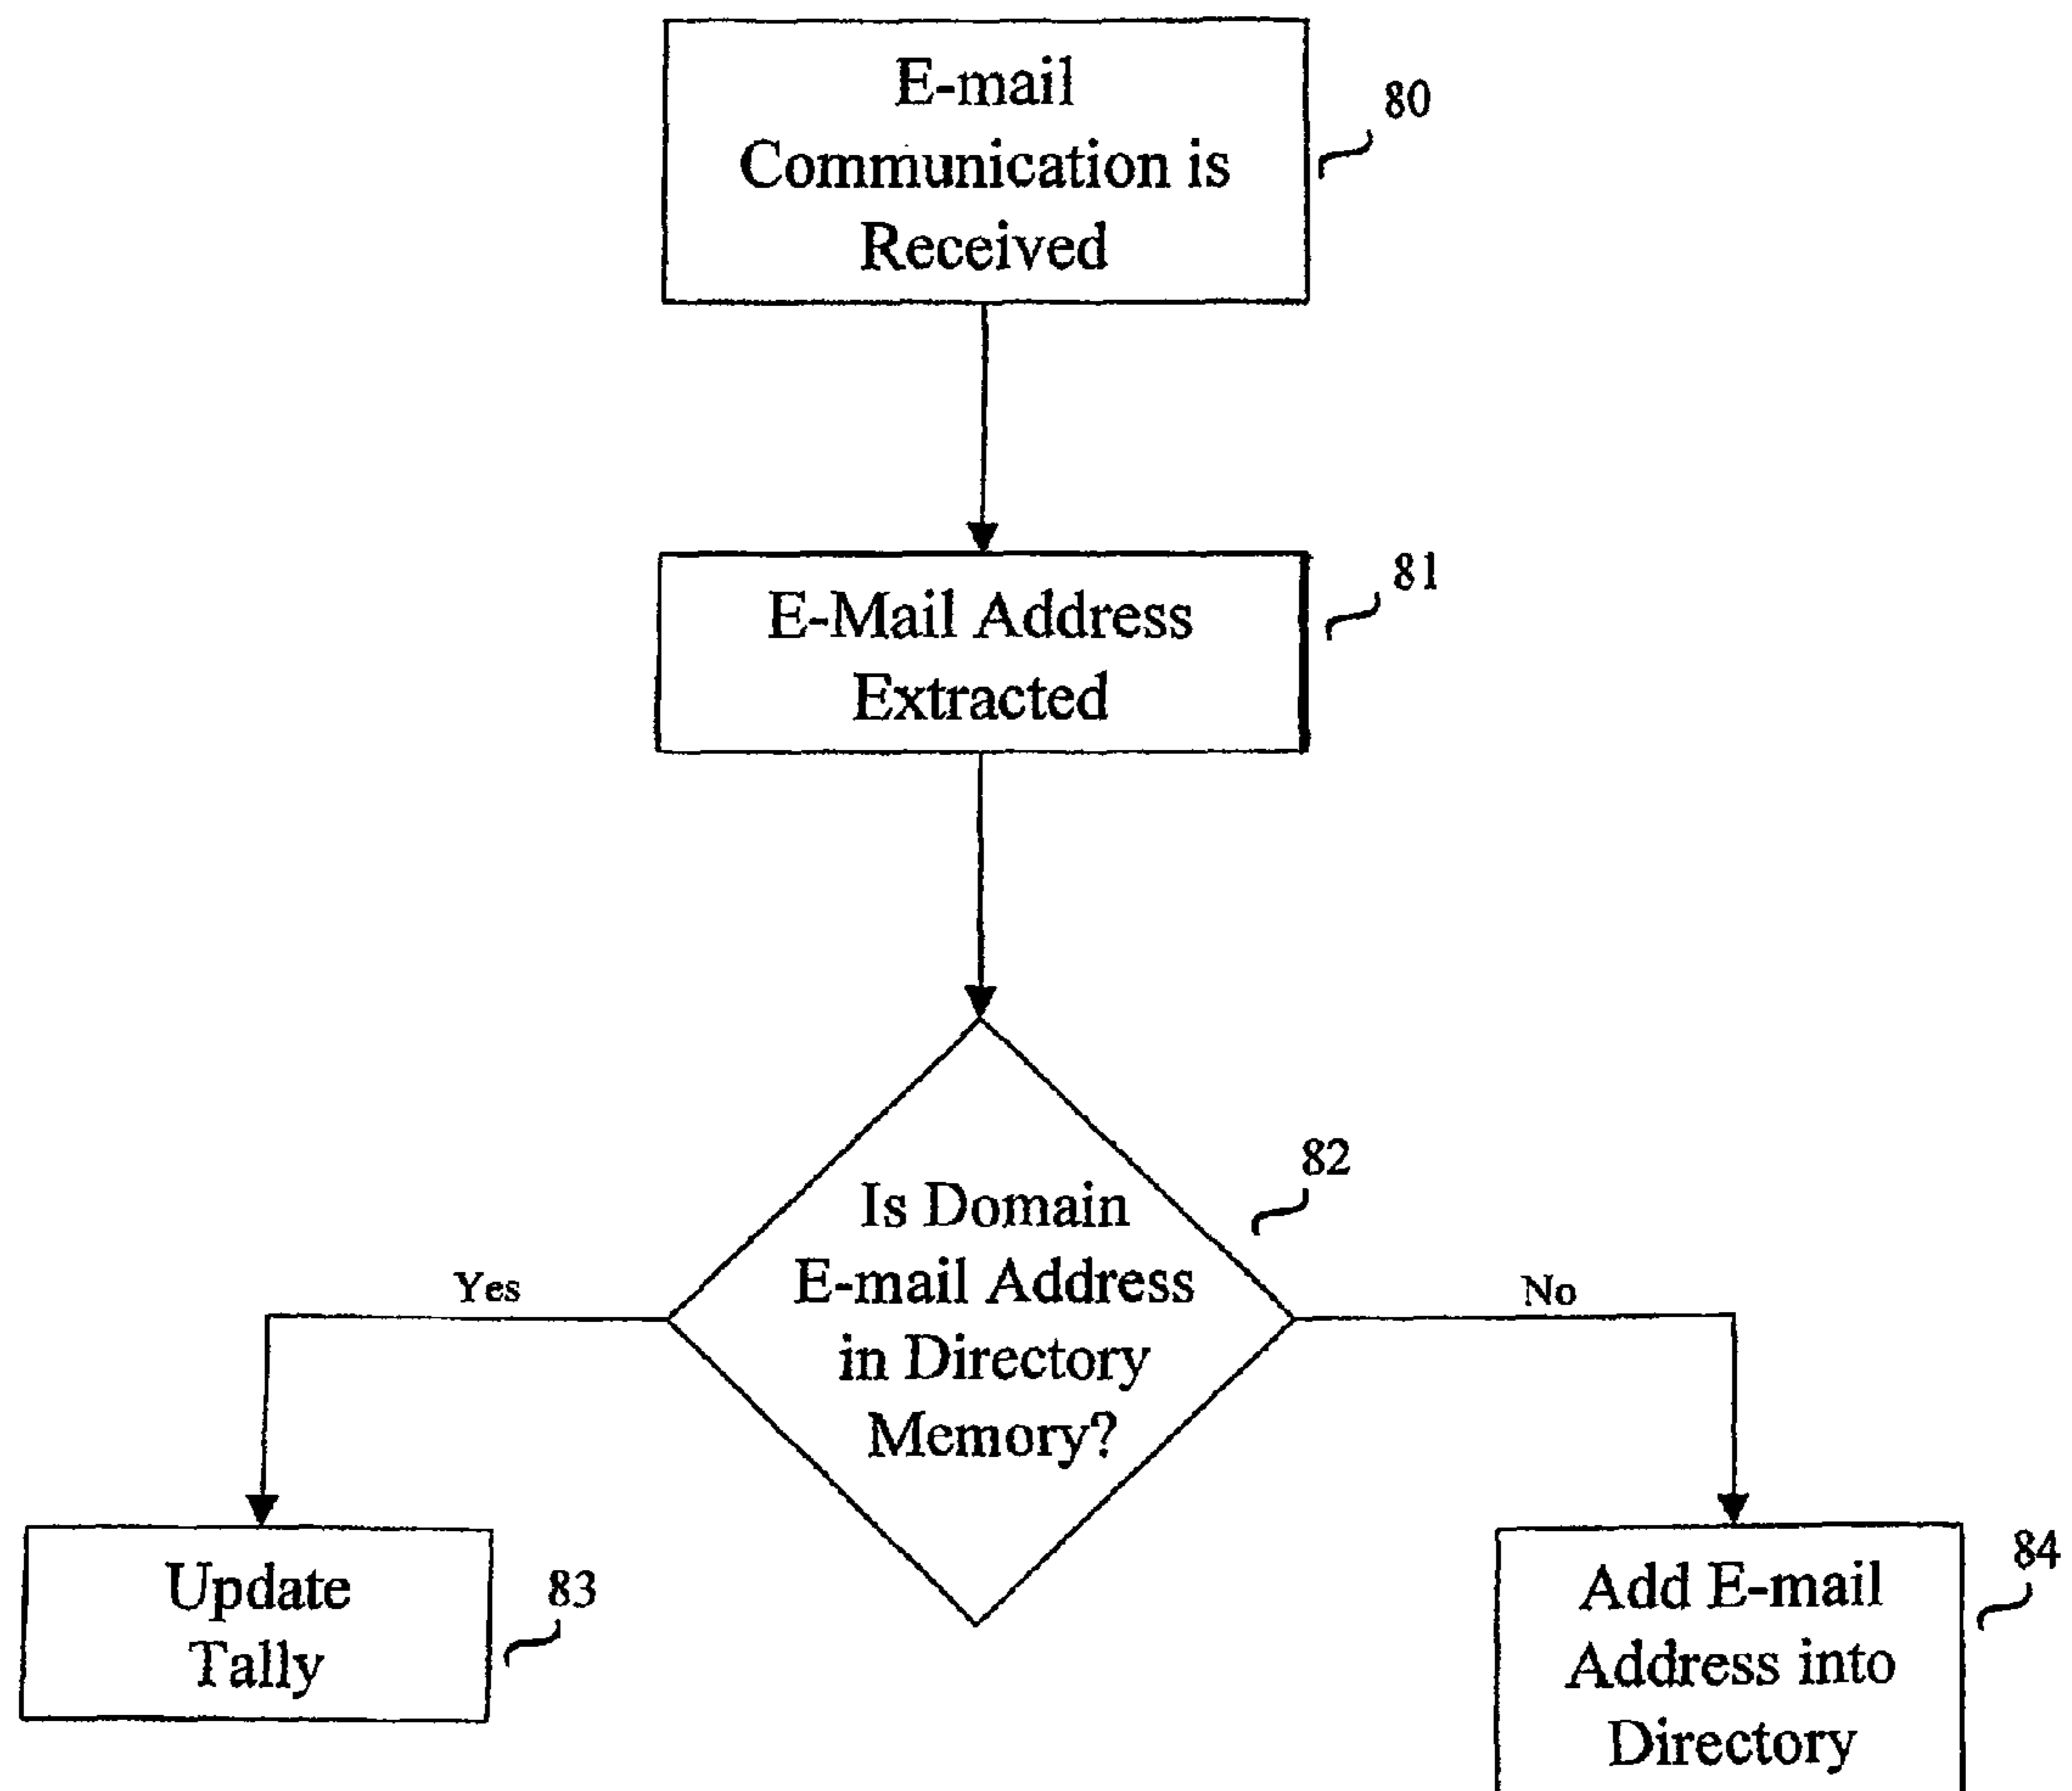 E-mail
Communication is
Received
80
E-Mail Address
Extracted
81
Is Domain
E-mail Address
in Directory
Memory?
82
Yes
No
Update
Tally
83
Add E-mail
Address into
Directory
84